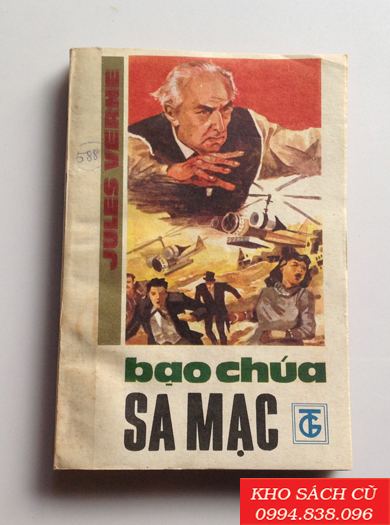 JULES VERNE
588
bạo chúa
SA MẠC
TG
KHO SÁCH CŨ
0994.838.096